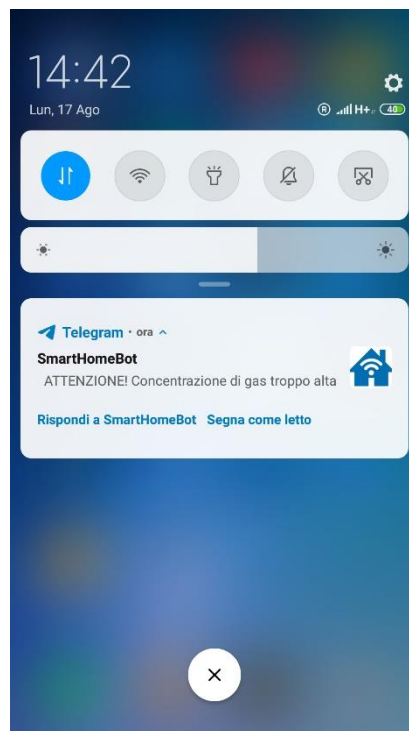 14:42
Lun, 17 Ago
R H+ 40
Telegram · ora
SmartHomeBot
ATTENZIONE! Concentrazione di gas troppo alta
Rispondi a SmartHomeBot Segna come letto